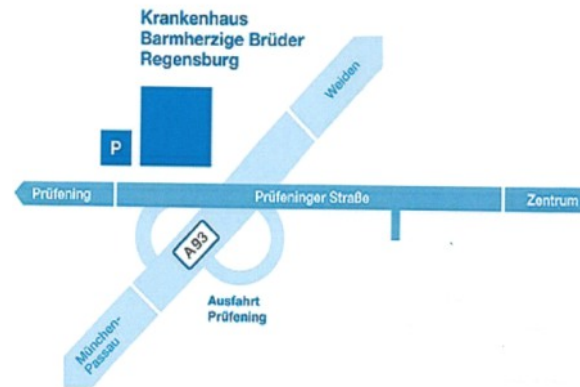 Krankenhaus
Barmherzige Brüder
Regensburg
Weiden
P
Prüfening
Prüfeninger Straße
Zentrum
A93
Ausfahrt
Prüfening
München-
Passau